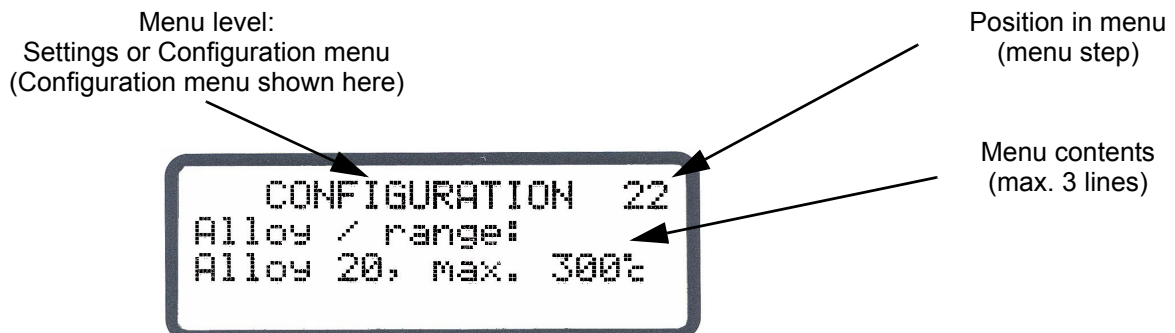 Menu level:
Settings or Configuration menu
(Configuration menu shown here)
Position in menu
(menu step)
Menu contents
(max. 3 lines)
CONFIGURATION 22
Alloy / range:
Alloy 20, max. 300°c